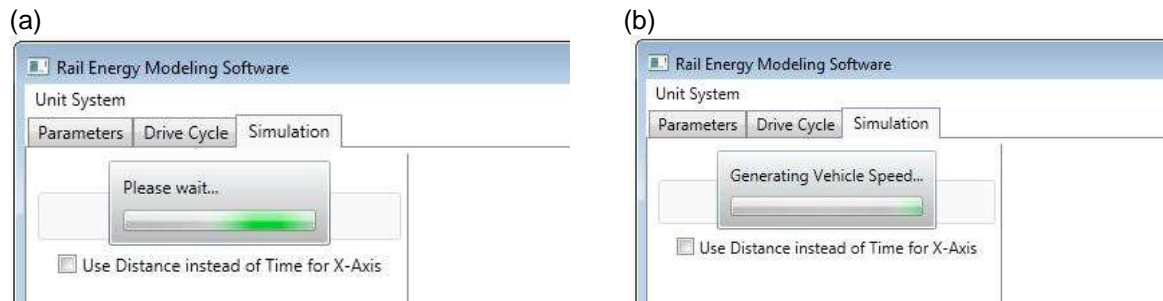 (a)
Rail Energy Modeling Software
Unit System
Parameters Drive Cycle Simulation
Please wait...
Use Distance instead of Time for X-Axis
(b)
Rail Energy Modeling Software
Unit System
Parameters Drive Cycle Simulation
Generating Vehicle Speed...
Use Distance instead of Time for X-Axis